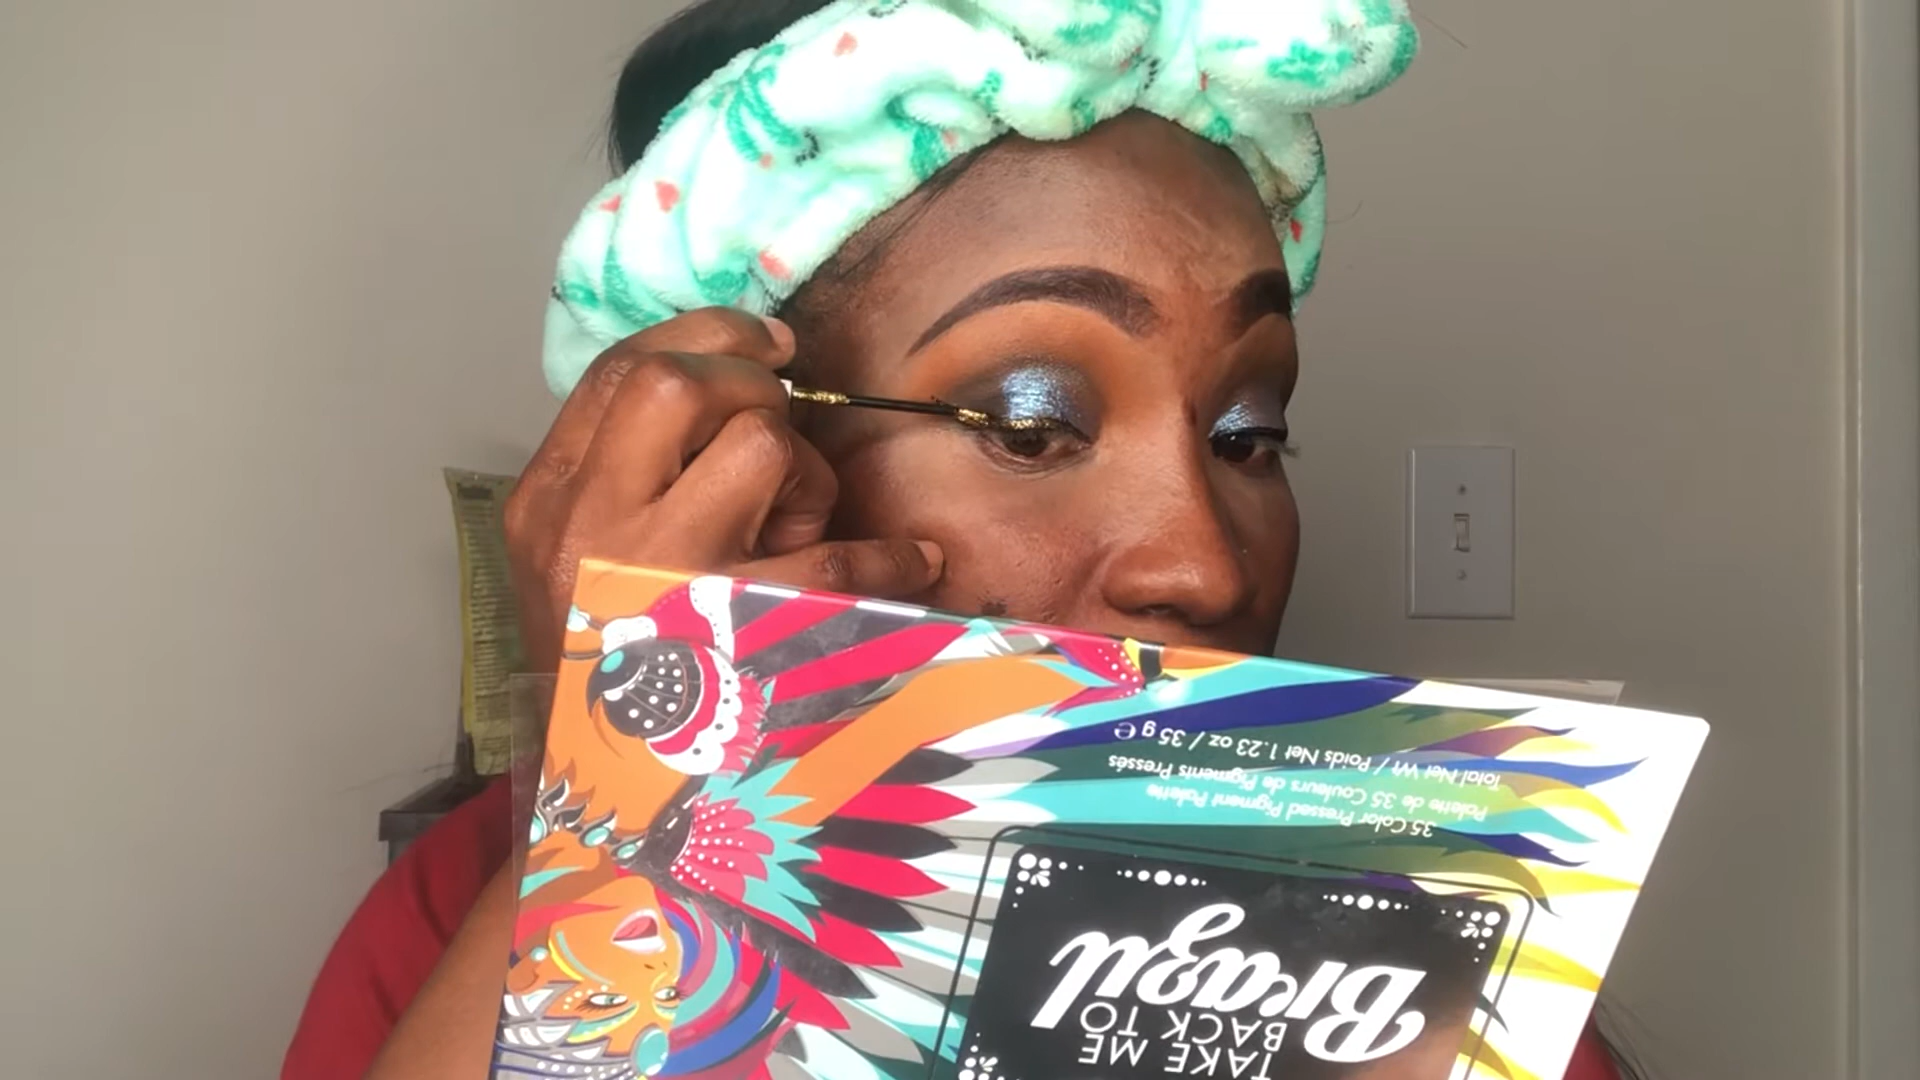 TAKE ME
BACK TO
Brazil
35 Color Pressed Pigment Palette
Palette de 35 Couleurs de Pigments Pressés
Total Net Wt / Poids Net 1.23 oz / 35 g ℮